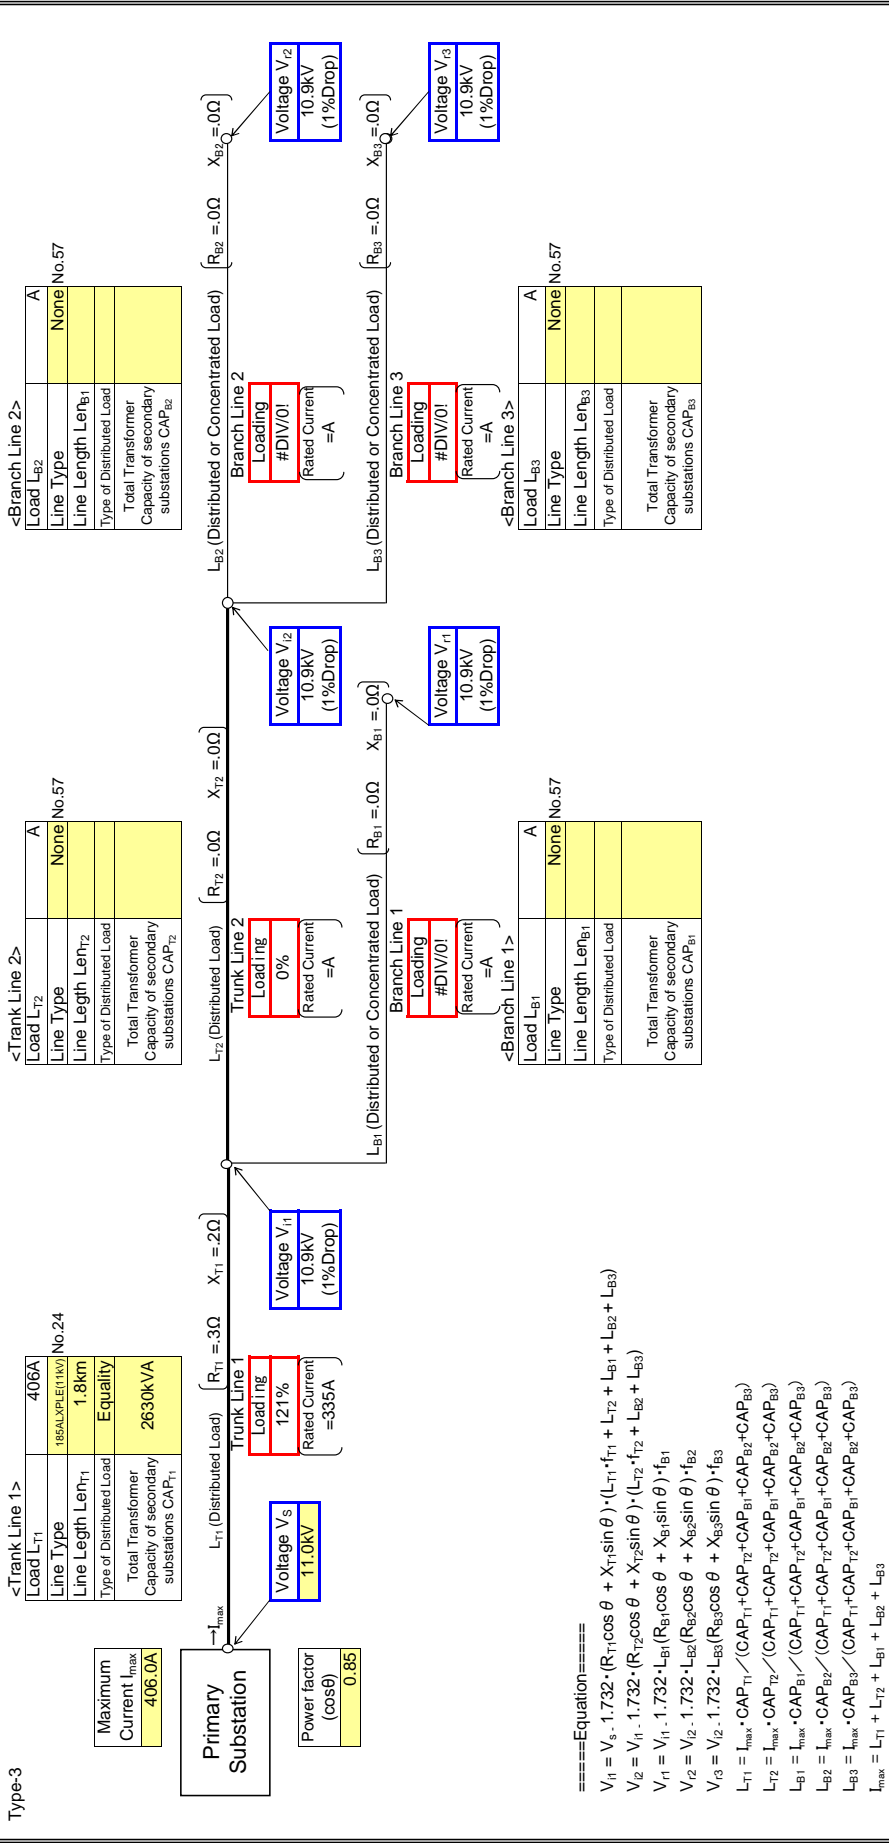 Type-3
<Trank Line 1>
Load LT1 406A
Line Type 185ALXPLE(11kV) No.24
Line Legth LenT1 1.8km
Type of Distributed Load Equality
Total Transformer
Capacity of secondary
substations CAPT1
2630kVA
<Trank Line 2>
Load LT2 A
Line Type None No.57
Line Legth LenT2
Type of Distributed Load
Total Transformer
Capacity of secondary
substations CAPT2
<Branch Line 2>
Load LB2 A
Line Type None No.57
Line Length LenB1
Type of Distributed Load
Total Transformer
Capacity of secondary
substations CAPB2
Maximum
Current Imax
406.0A
Primary
Substation
→Imax
Power factor
(cosθ)
0.85
Voltage VS
11.0kV
LT1 (Distributed Load)
RT1 =.3Ω XT1 =.2Ω
Trunk Line 1
Loading
121%
Rated Current
=335A
Voltage Vi1
10.9kV
(1%Drop)
LT2 (Distributed Load)
RT2 =.0Ω XT2 =.0Ω
Trunk Line 2
Loading
0%
Rated Current
=A
Voltage Vi2
10.9kV
(1%Drop)
LB2 (Distributed or Concentrated Load)
RB2 =.0Ω XB2 =.0Ω
Branch Line 2
Loading
#DIV/0!
Rated Current
=A
Voltage Vr2
10.9kV
(1%Drop)
LB1 (Distributed or Concentrated Load)
RB1 =.0Ω XB1 =.0Ω
Branch Line 1
Loading
#DIV/0!
Rated Current
=A
Voltage Vr1
10.9kV
(1%Drop)
LB3 (Distributed or Concentrated Load)
RB3 =.0Ω XB3 =.0Ω
Branch Line 3
Loading
#DIV/0!
Rated Current
=A
Voltage Vr3
10.9kV
(1%Drop)
<Branch Line 1>
Load LB1 A
Line Type None No.57
Line Length LenB1
Type of Distributed Load
Total Transformer
Capacity of secondary
substations CAPB1
<Branch Line 3>
Load LB3 A
Line Type None No.57
Line Length LenB3
Type of Distributed Load
Total Transformer
Capacity of secondary
substations CAPB3
=====Equation=====
Vi1 = Vs - 1.732・(RT1cosθ + XT1sinθ)・(LT1・fT1 + LT2 + LB1 + LB2 + LB3)
Vi2 = Vi1 - 1.732・(RT2cosθ + XT2sinθ)・(LT2・fT2 + LB2 + LB3)
Vr1 = Vi1 - 1.732・LB1(RB1cosθ + XB1sinθ)・fB1
Vr2 = Vi2 - 1.732・LB2(RB2cosθ + XB2sinθ)・fB2
Vr3 = Vi2 - 1.732・LB3(RB3cosθ + XB3sinθ)・fB3
LT1 = Imax・CAPT1／(CAPT1+CAPT2+CAPB1+CAPB2+CAPB3)
LT2 = Imax・CAPT2／(CAPT1+CAPT2+CAPB1+CAPB2+CAPB3)
LB1 = Imax・CAPB1／(CAPT1+CAPT2+CAPB1+CAPB2+CAPB3)
LB2 = Imax・CAPB2／(CAPT1+CAPT2+CAPB1+CAPB2+CAPB3)
LB3 = Imax・CAPB3／(CAPT1+CAPT2+CAPB1+CAPB2+CAPB3)
Imax = LT1 + LT2 + LB1 + LB2 + LB3